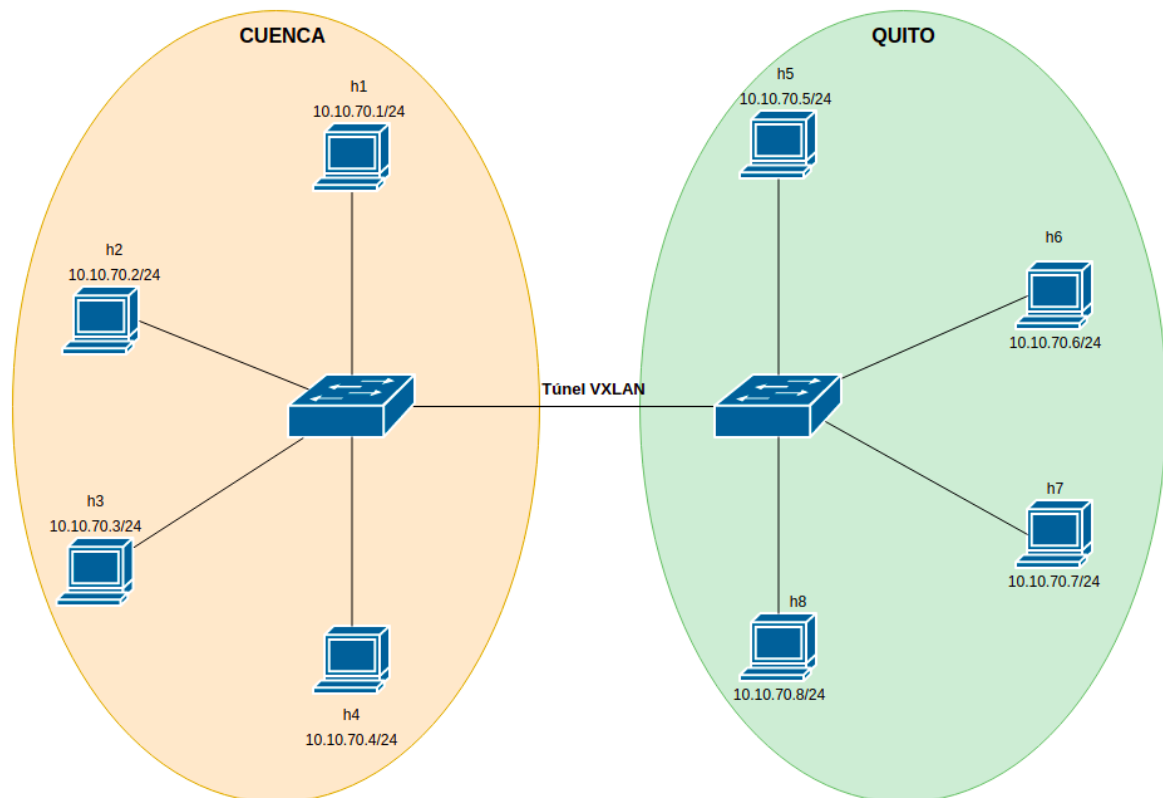 CUENCA
h1
10.10.70.1/24
h2
10.10.70.2/24
h3
10.10.70.3/24
h4
10.10.70.4/24
Túnel VXLAN
QUITO
h5
10.10.70.5/24
h6
10.10.70.6/24
h7
10.10.70.7/24
h8
10.10.70.8/24